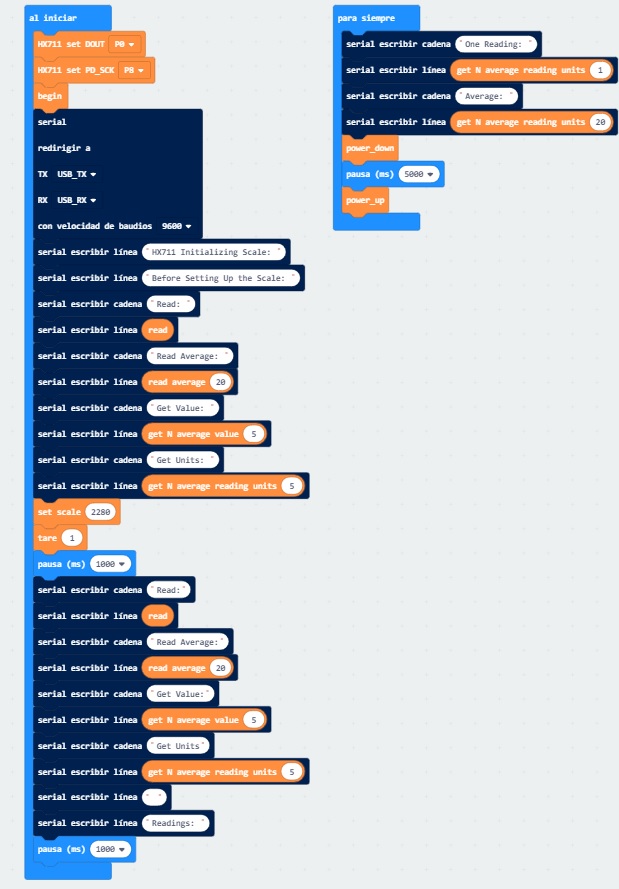 al iniciar
HX711 set DOUT P0
HX711 set PD_SCK P8
begin
serial
redirigir a
TX USB_TX
RX USB_RX
con velocidad de baudios 9600
serial escribir línea "HX711 Initializing Scale: "
serial escribir línea "Before Setting Up the Scale: "
serial escribir cadena "Read: "
serial escribir línea read
serial escribir cadena "Read Average: "
serial escribir línea read average 20
serial escribir cadena "Get Value: "
serial escribir línea get N average value 5
serial escribir cadena "Get Units: "
serial escribir línea get N average reading units 5
set scale 2280
tare 1
pausa (ms) 1000
serial escribir cadena "Read:"
serial escribir línea read
serial escribir cadena "Read Average:"
serial escribir línea read average 20
serial escribir cadena "Get Value:"
serial escribir línea get N average value 5
serial escribir cadena "Get Units"
serial escribir línea get N average reading units 5
serial escribir línea " "
serial escribir línea "Readings: "
pausa (ms) 1000
para siempre
serial escribir cadena "One Reading: "
serial escribir línea get N average reading units 1
serial escribir cadena "Average: "
serial escribir línea get N average reading units 20
power_down
pausa (ms) 5000
power_up